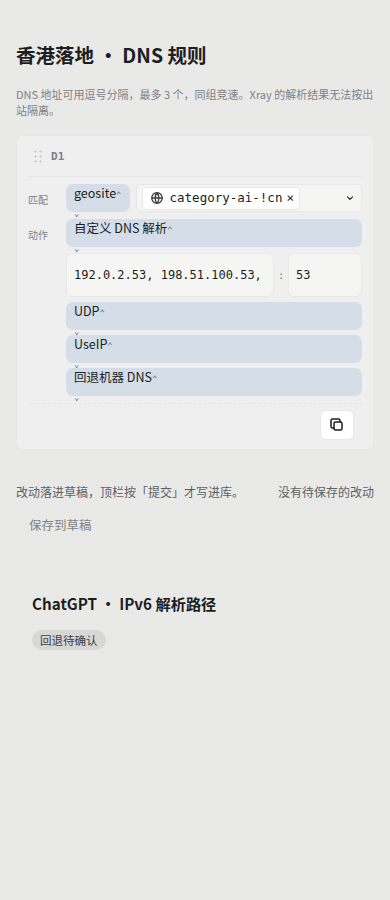 香港落地 • DNS 规则
DNS 地址可用逗号分隔，最多 3 个，同组竞速。Xray 的解析结果无法按出
站隔离。
D1
匹配
geosite
category-ai-!cn ×
动作
自定义 DNS 解析
192.0.2.53, 198.51.100.53,
:
53
UDP
UseIP
回退机器 DNS
改动落进草稿，顶栏按「提交」才写进库。
没有待保存的改动
保存到草稿
ChatGPT • IPv6 解析路径
回退待确认